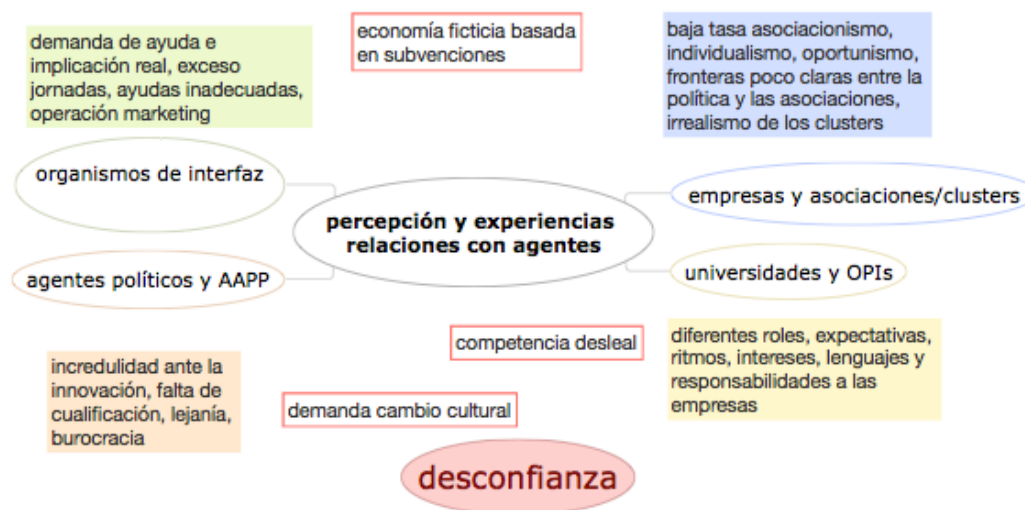 demanda de ayuda e
implicación real, exceso
jornadas, ayudas inadecuadas,
operación marketing
economía ficticia basada
en subvenciones
baja tasa asociacionismo,
individualismo, oportunismo,
fronteras poco claras entre la
política y las asociaciones,
irrealismo de los clusters
organismos de interfaz
percepción y experiencias
relaciones con agentes
empresas y asociaciones/clusters
agentes políticos y AAPP
universidades y OPIs
competencia desleal
diferentes roles, expectativas,
ritmos, intereses, lenguajes y
responsabilidades a las
empresas
incredulidad ante la
innovación, falta de
cualificación, lejanía,
burocracia
demanda cambio cultural
desconfianza